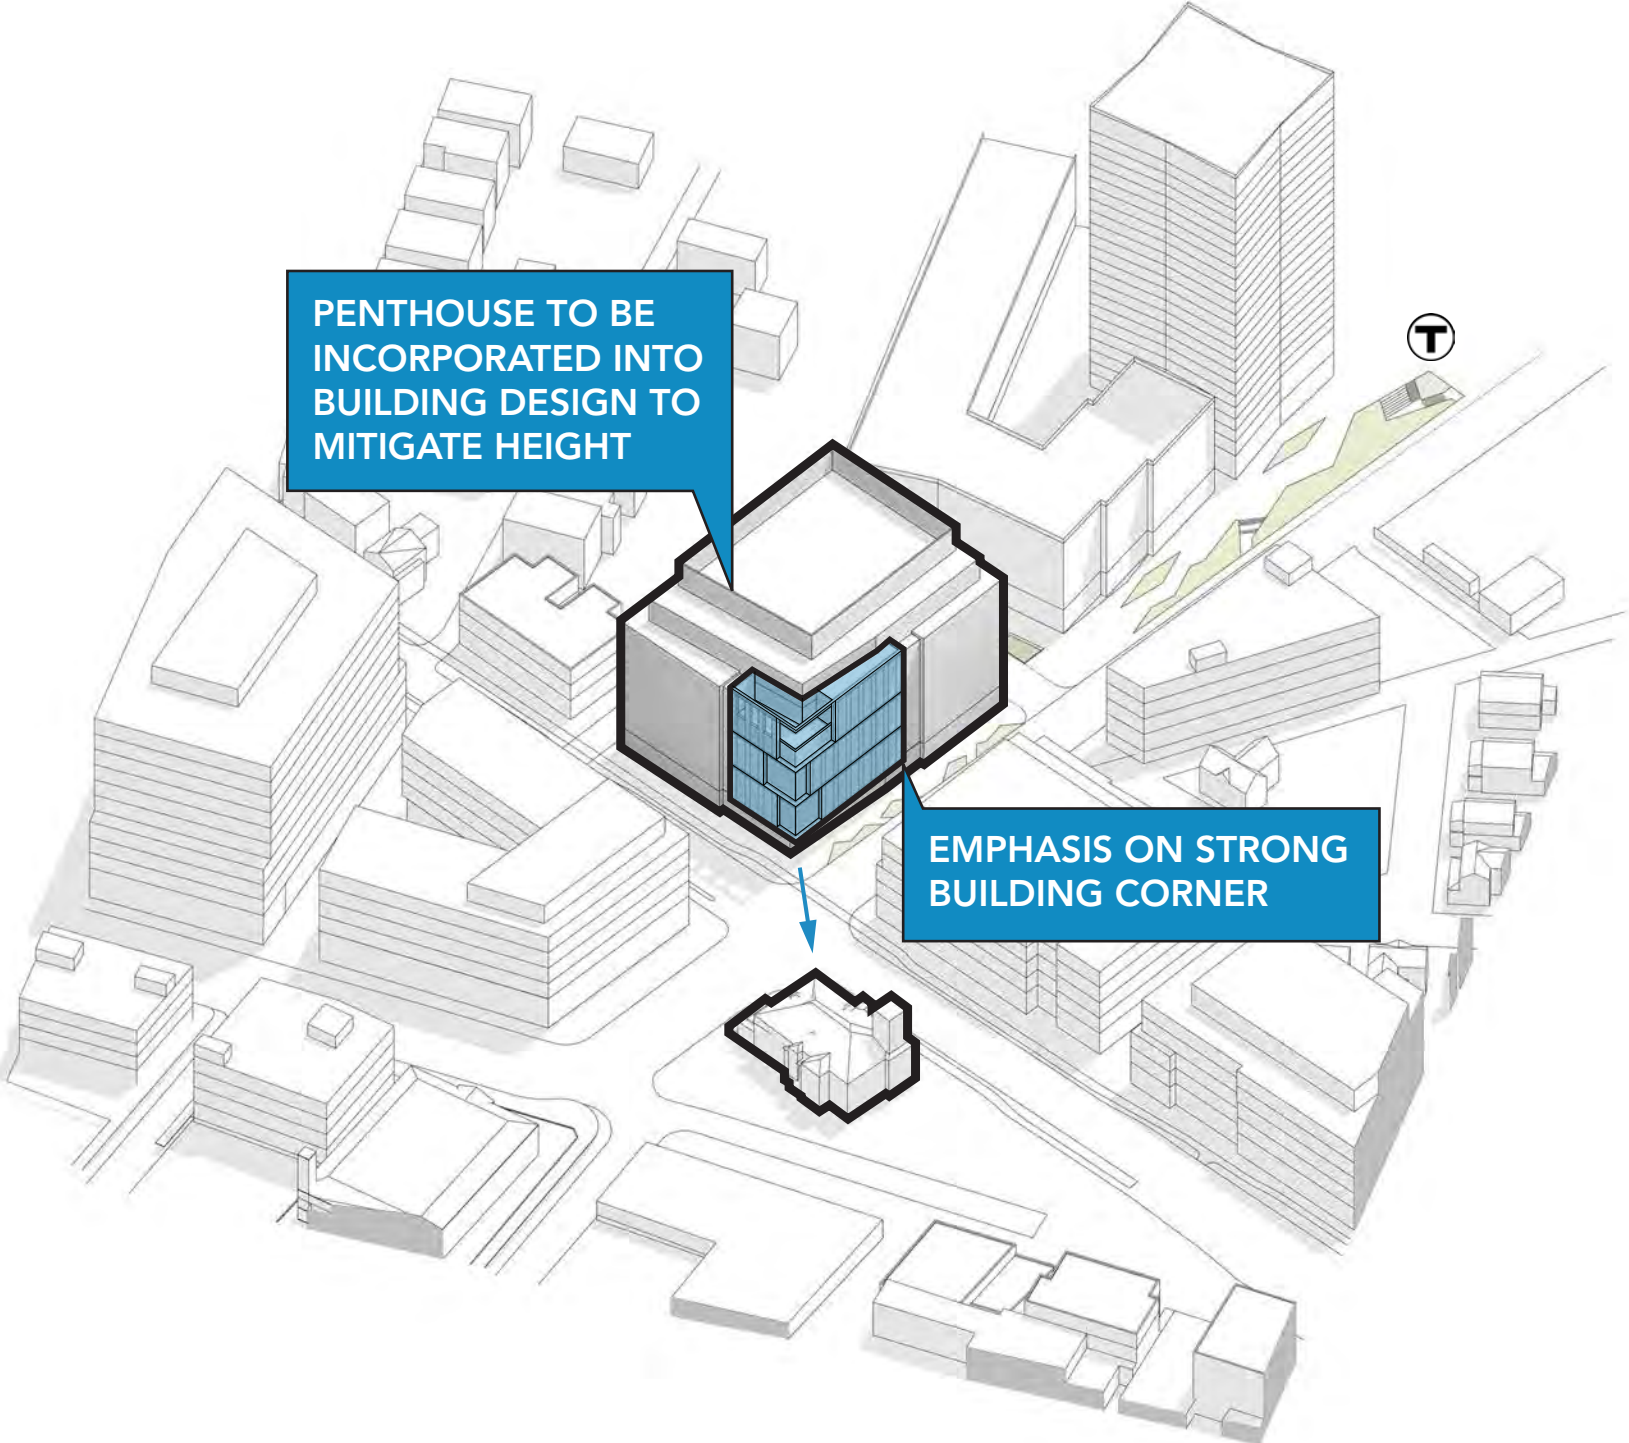 PENTHOUSE TO BE
INCORPORATED INTO
BUILDING DESIGN TO
MITIGATE HEIGHT
T
EMPHASIS ON STRONG
BUILDING CORNER